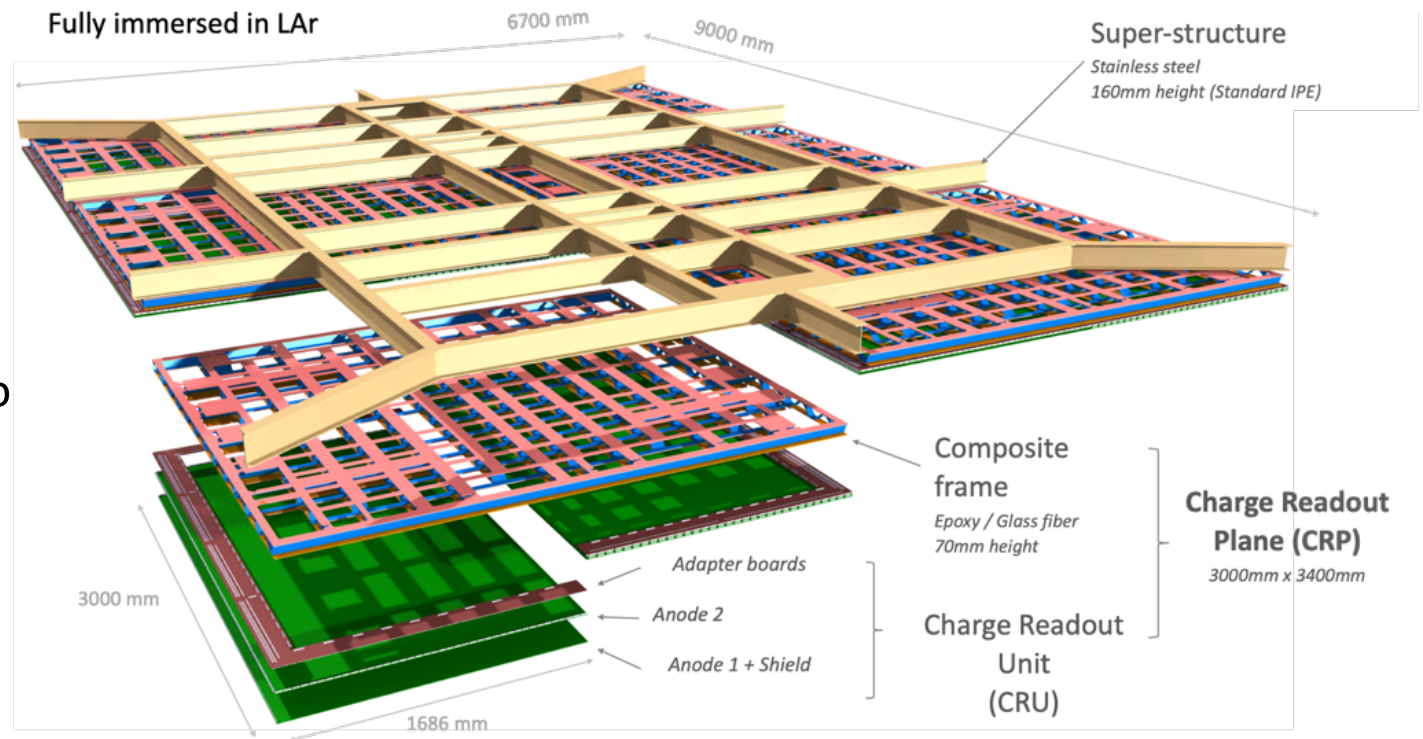 Fully immersed in LAr
6700 mm
9000 mm
Super-structure
Stainless steel
160mm height (Standard IPE)
Composite
frame
Epoxy / Glass fiber
70mm height
Charge Readout
Plane (CRP)
3000mm x 3400mm
Adapter boards
Anode 2
Anode 1 + Shield
Charge Readout
Unit
(CRU)
3000 mm
1686 mm